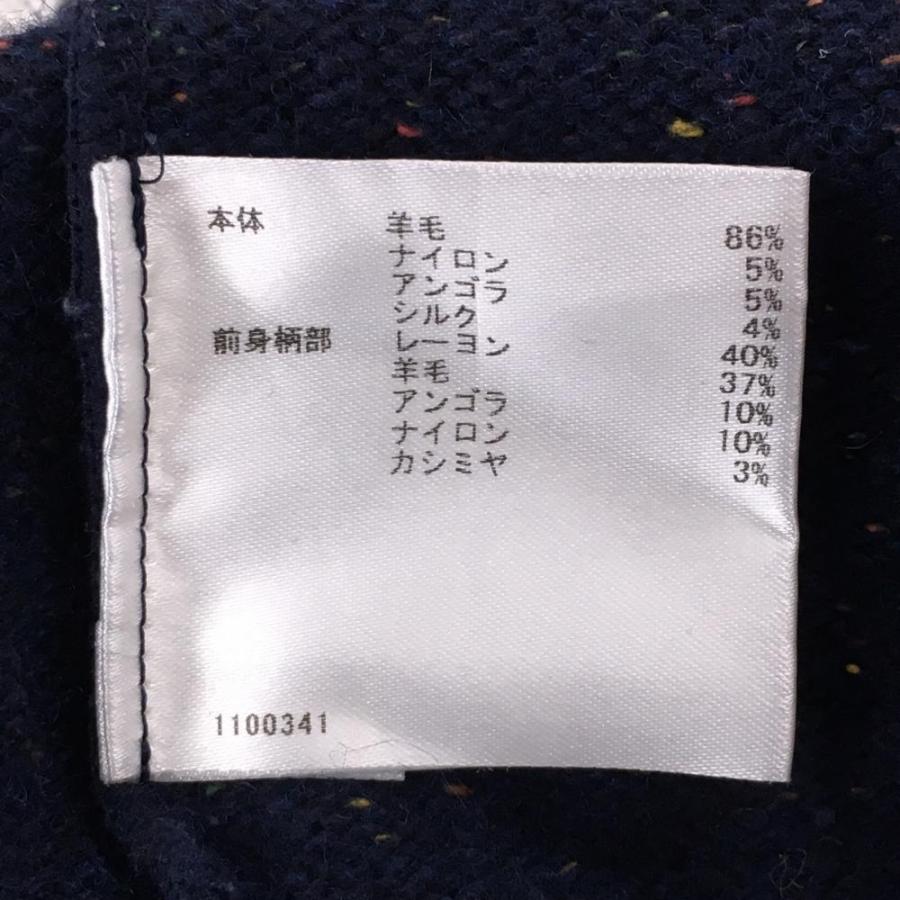 本体 羊毛 86%
ナイロン 5%
アンゴラ 5%
シルク 4%
前身柄部 レーヨン 40%
羊毛 37%
アンゴラ 10%
ナイロン 10%
カシミヤ 3%
1100341